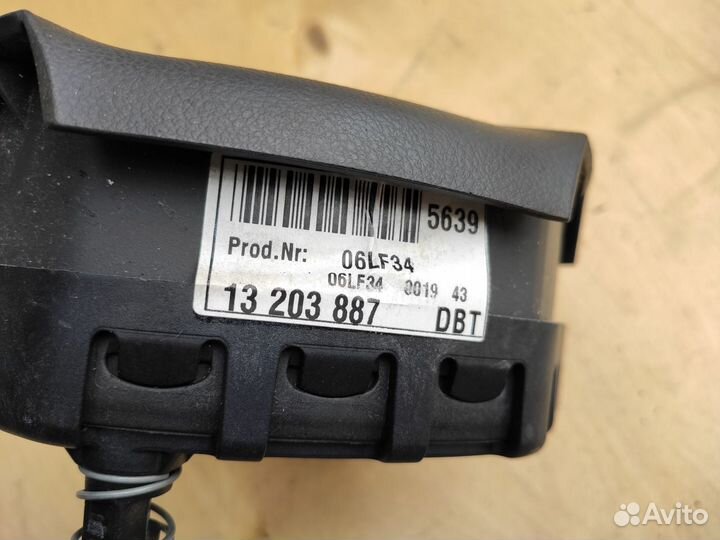 5639
Prod.Nr: 06LF34
06LF34 0019 43
13 203 887 DBT
Avito